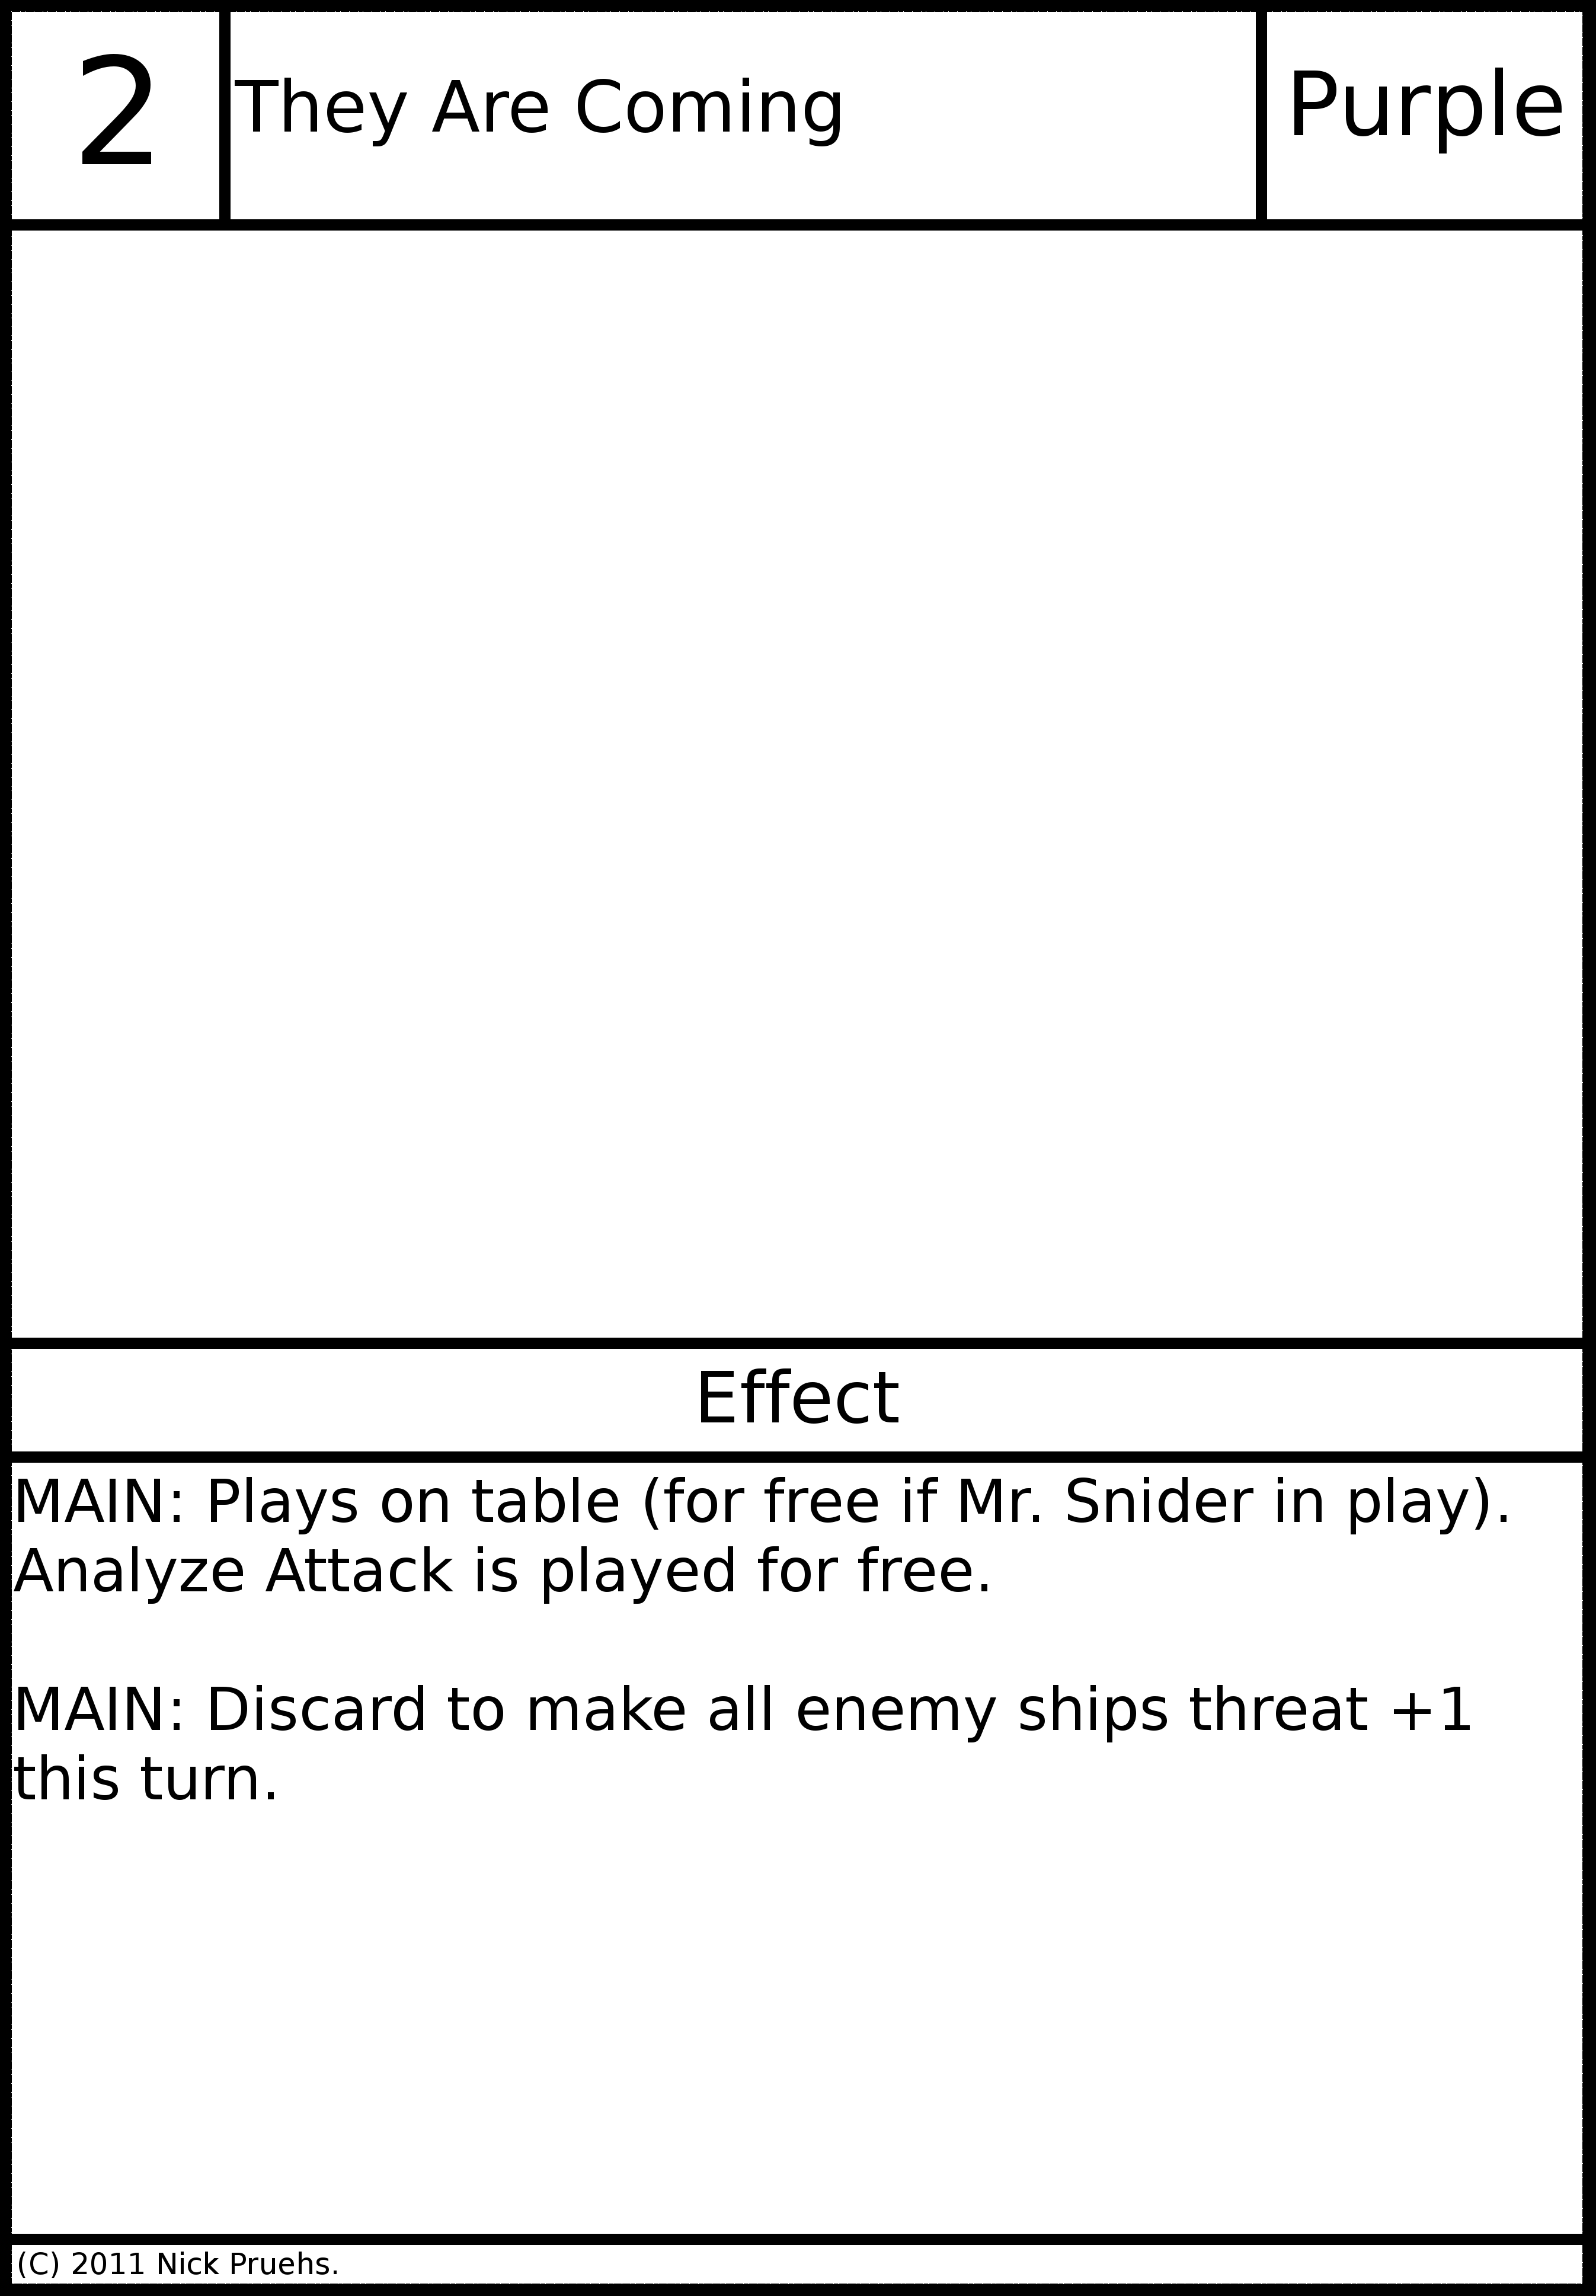 2
They Are Coming
Purple
Effect
MAIN: Plays on table (for free if Mr. Snider in play).
Analyze Attack is played for free.
MAIN: Discard to make all enemy ships threat +1
this turn.
(C) 2011 Nick Pruehs.